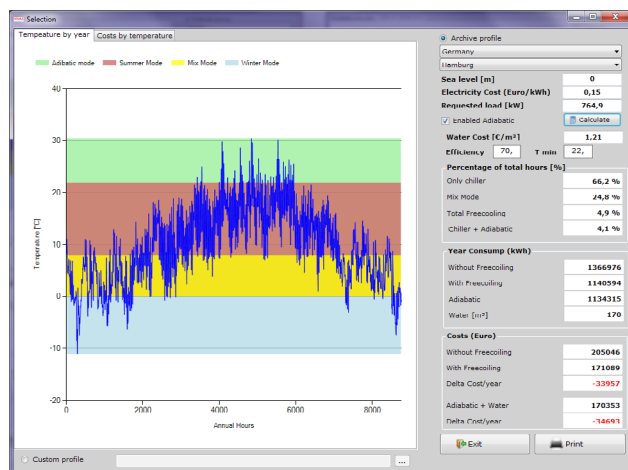 Selection
Tempeature by year
Costs by temperature
Adibatic mode
Summer Mode
Mix Mode
Winter Mode
40
30
20
10
0
-10
-20
Temperature [°C]
0
2000
4000
6000
8000
Annual Hours
Custom profile
...
Archive profile
Germany
Hamburg
Sea level [m] 0
Electricity Cost (Euro/kWh) 0,15
Requested load [kW] 764,9
Enabled Adiabatic Calculate
Water Cost [€/m³] 1,21
Efficiency 70, T min 22,
Percentage of total hours [%]
Only chiller 66,2 %
Mix Mode 24,8 %
Total Freecooling 4,9 %
Chiller + Adiabatic 4,1 %
Year Consump (kWh)
Without Freecoiling 1366976
With Freecoiling 1140594
Adiabatic 1134315
Water [m³] 170
Costs (Euro)
Without Freecoiling 205046
With Freecoiling 171089
Delta Cost/year -33957
Adiabatic + Water 170353
Delta Cost/year -34693
Exit Print